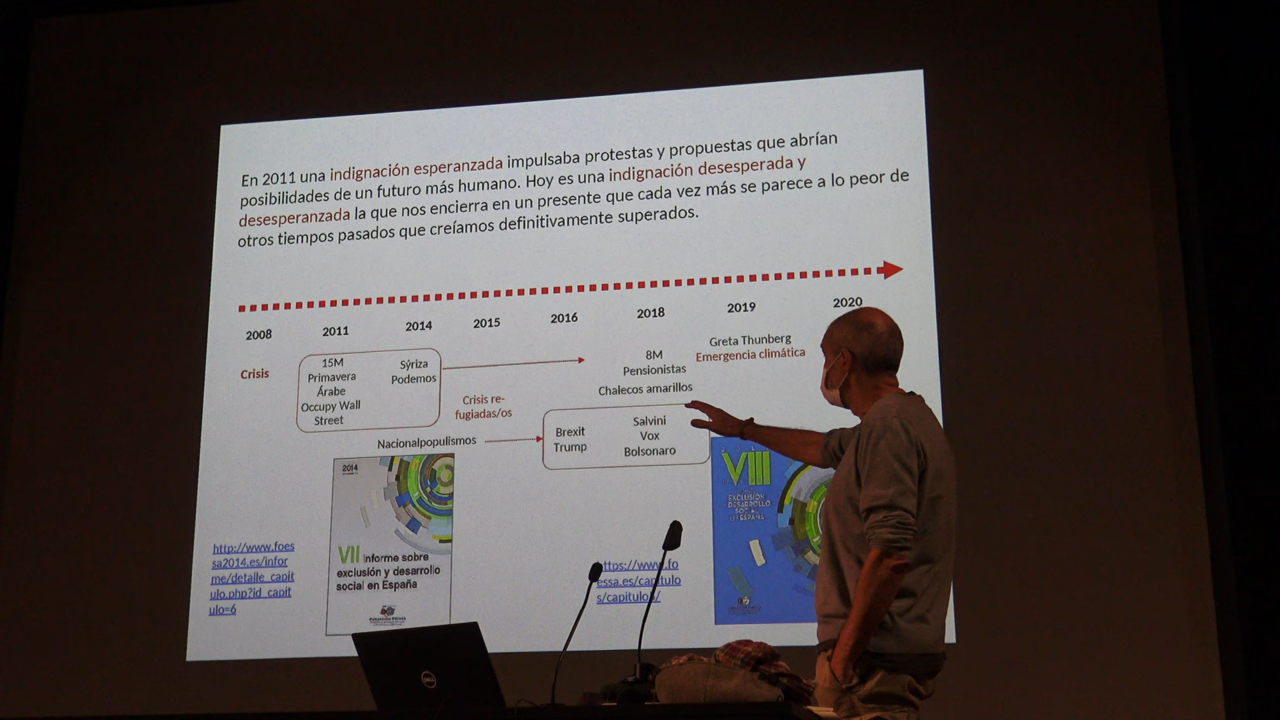 En 2011 una indignación esperanzada impulsaba protestas y propuestas que abrían
posibilidades de un futuro más humano. Hoy es una indignación desesperada y
desesperanzada la que nos encierra en un presente que cada vez más se parece a lo peor de
otros tiempos pasados que creíamos definitivamente superados.
2008 2011 2014 2015 2016 2018 2019 2020
Crisis
15M
Primavera
Árabe
Occupy Wall
Street
Sýriza
Podemos
Crisis re-
fugiadas/os
8M
Pensionistas
Chalecos amarillos
Greta Thunberg
Emergencia climática
Nacionalpopulismos
Brexit
Trump
Salvini
Vox
Bolsonaro
2014
VII Informe sobre
exclusión y desarrollo
social en España
VIII
EXCLUSIÓN
DESARROLLO
SOCIAL
ESPAÑA
http://www.foes
sa2014.es/infor
me/detalle_capit
ulo.php?id_capit
ulo=6
ttps://www.fo
essa.es/capitulo
DELL